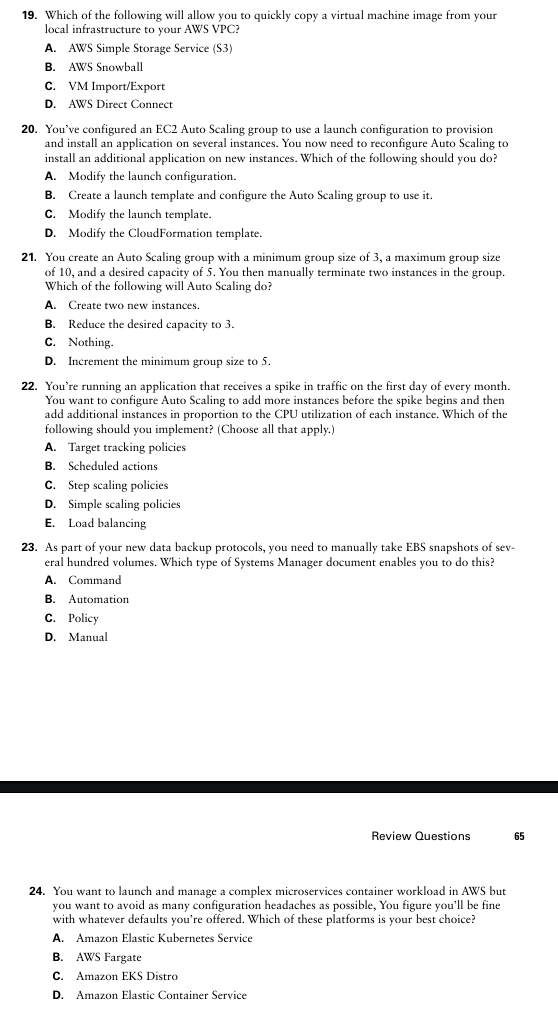 19. Which of the following will allow you to quickly copy a virtual machine image from your
local infrastructure to your AWS VPC?
A. AWS Simple Storage Service (S3)
B. AWS Snowball
C. VM Import/Export
D. AWS Direct Connect
20. You've configured an EC2 Auto Scaling group to use a launch configuration to provision
and install an application on several instances. You now need to reconfigure Auto Scaling to
install an additional application on new instances. Which of the following should you do?
A. Modify the launch configuration.
B. Create a launch template and configure the Auto Scaling group to use it.
C. Modify the launch template.
D. Modify the CloudFormation template.
21. You create an Auto Scaling group with a minimum group size of 3, a maximum group size
of 10, and a desired capacity of 5. You then manually terminate two instances in the group.
Which of the following will Auto Scaling do?
A. Create two new instances.
B. Reduce the desired capacity to 3.
C. Nothing.
D. Increment the minimum group size to 5.
22. You're running an application that receives a spike in traffic on the first day of every month.
You want to configure Auto Scaling to add more instances before the spike begins and then
add additional instances in proportion to the CPU utilization of each instance. Which of the
following should you implement? (Choose all that apply.)
A. Target tracking policies
B. Scheduled actions
C. Step scaling policies
D. Simple scaling policies
E. Load balancing
23. As part of your new data backup protocols, you need to manually take EBS snapshots of sev-
eral hundred volumes. Which type of Systems Manager document enables you to do this?
A. Command
B. Automation
C. Policy
D. Manual
Review Questions 65
24. You want to launch and manage a complex microservices container workload in AWS but
you want to avoid as many configuration headaches as possible, You figure you'll be fine
with whatever defaults you're offered. Which of these platforms is your best choice?
A. Amazon Elastic Kubernetes Service
B. AWS Fargate
C. Amazon EKS Distro
D. Amazon Elastic Container Service